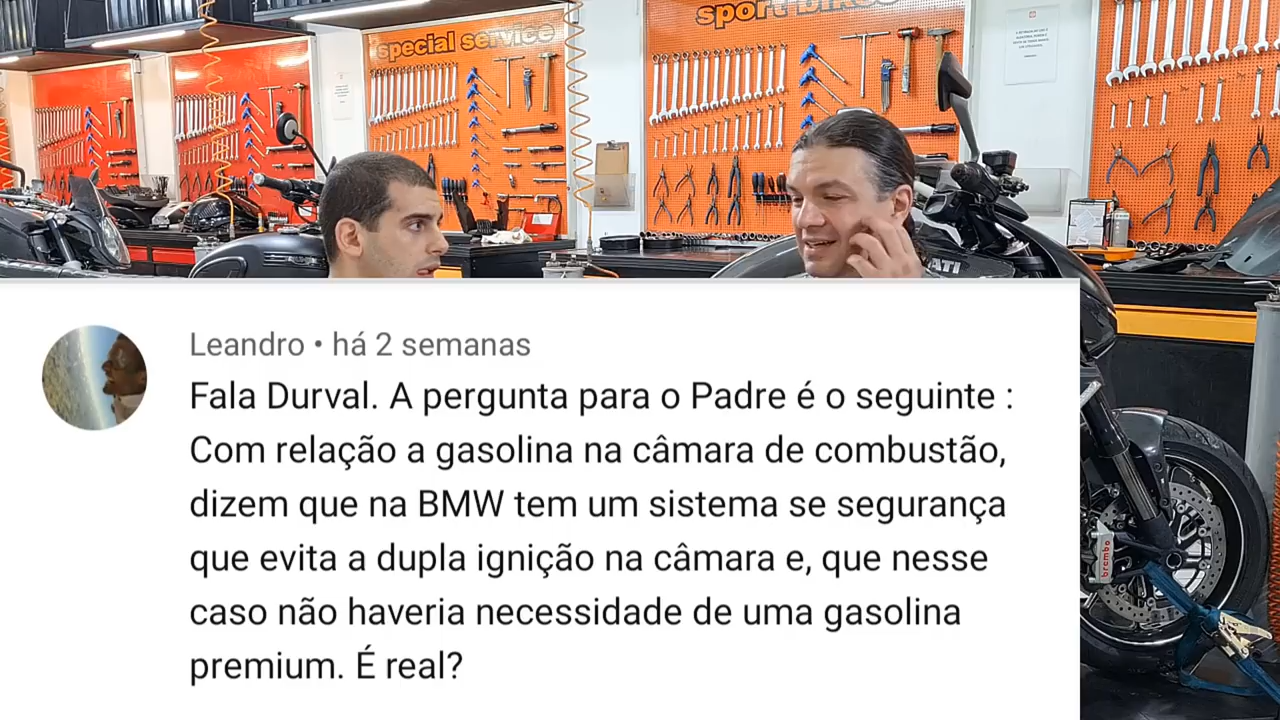 special service
sport bikes
ATI
brembo
Leandro • há 2 semanas
Fala Durval. A pergunta para o Padre é o seguinte :
Com relação a gasolina na câmara de combustão,
dizem que na BMW tem um sistema se segurança
que evita a dupla ignição na câmara e, que nesse
caso não haveria necessidade de uma gasolina
premium. É real?